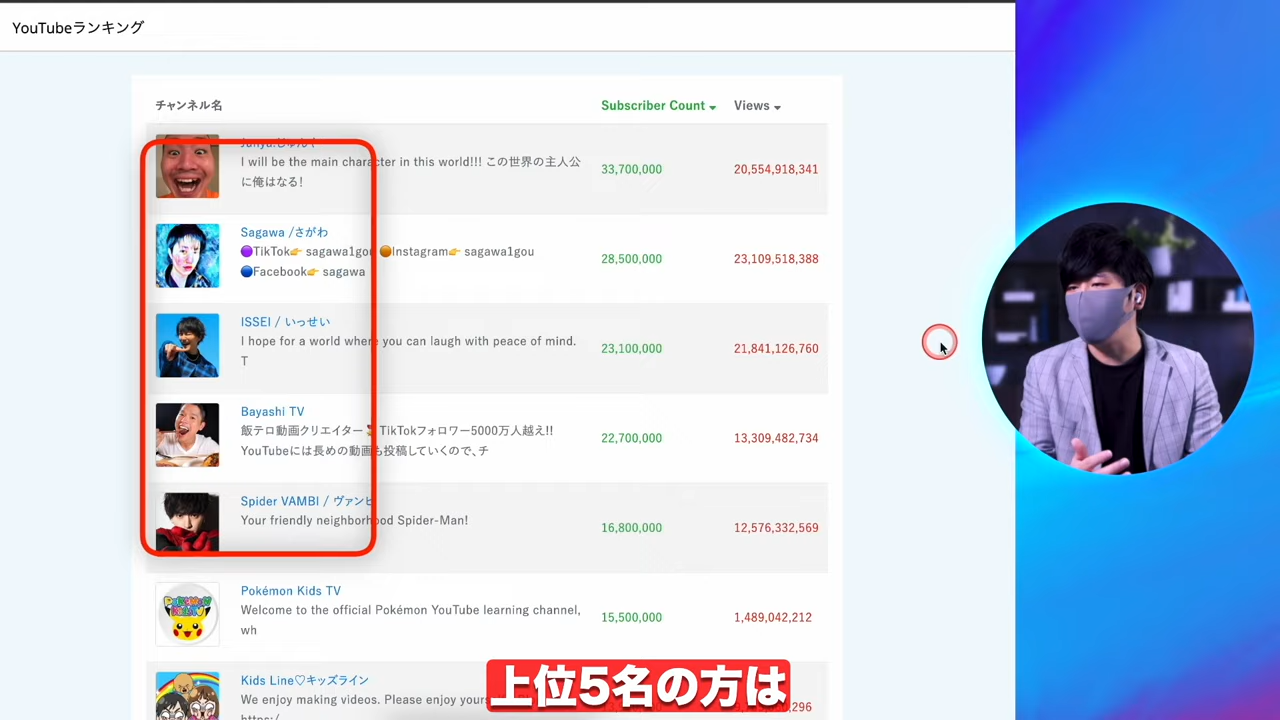 YouTubeランキング
チャンネル名 Subscriber Count Views
Junya.じゅんや
I will be the main character in this world!!! この世界の主人公
に俺はなる!
33,700,000 20,554,918,341
Sagawa /さがわ
🟣TikTok👉 sagawa1gou 🟠Instagram👉 sagawa1gou
🔵Facebook👉 sagawa
28,500,000 23,109,518,388
ISSEI / いっせい
I hope for a world where you can laugh with peace of mind.
T
23,100,000 21,841,126,760
Bayashi TV
飯テロ動画クリエイター🎖 TikTokフォロワー5000万人越え!!
YouTubeには長めの動画も投稿していくので、チ
22,700,000 13,309,482,734
Spider VAMBI / ヴァンビ
Your friendly neighborhood Spider-Man!
16,800,000 12,576,332,569
Pokémon Kids TV
Welcome to the official Pokémon YouTube learning channel,
wh
15,500,000 1,489,042,212
Kids Line♡キッズライン
We enjoy making videos. Please enjoy yours
https:/
296
上位5名の方は